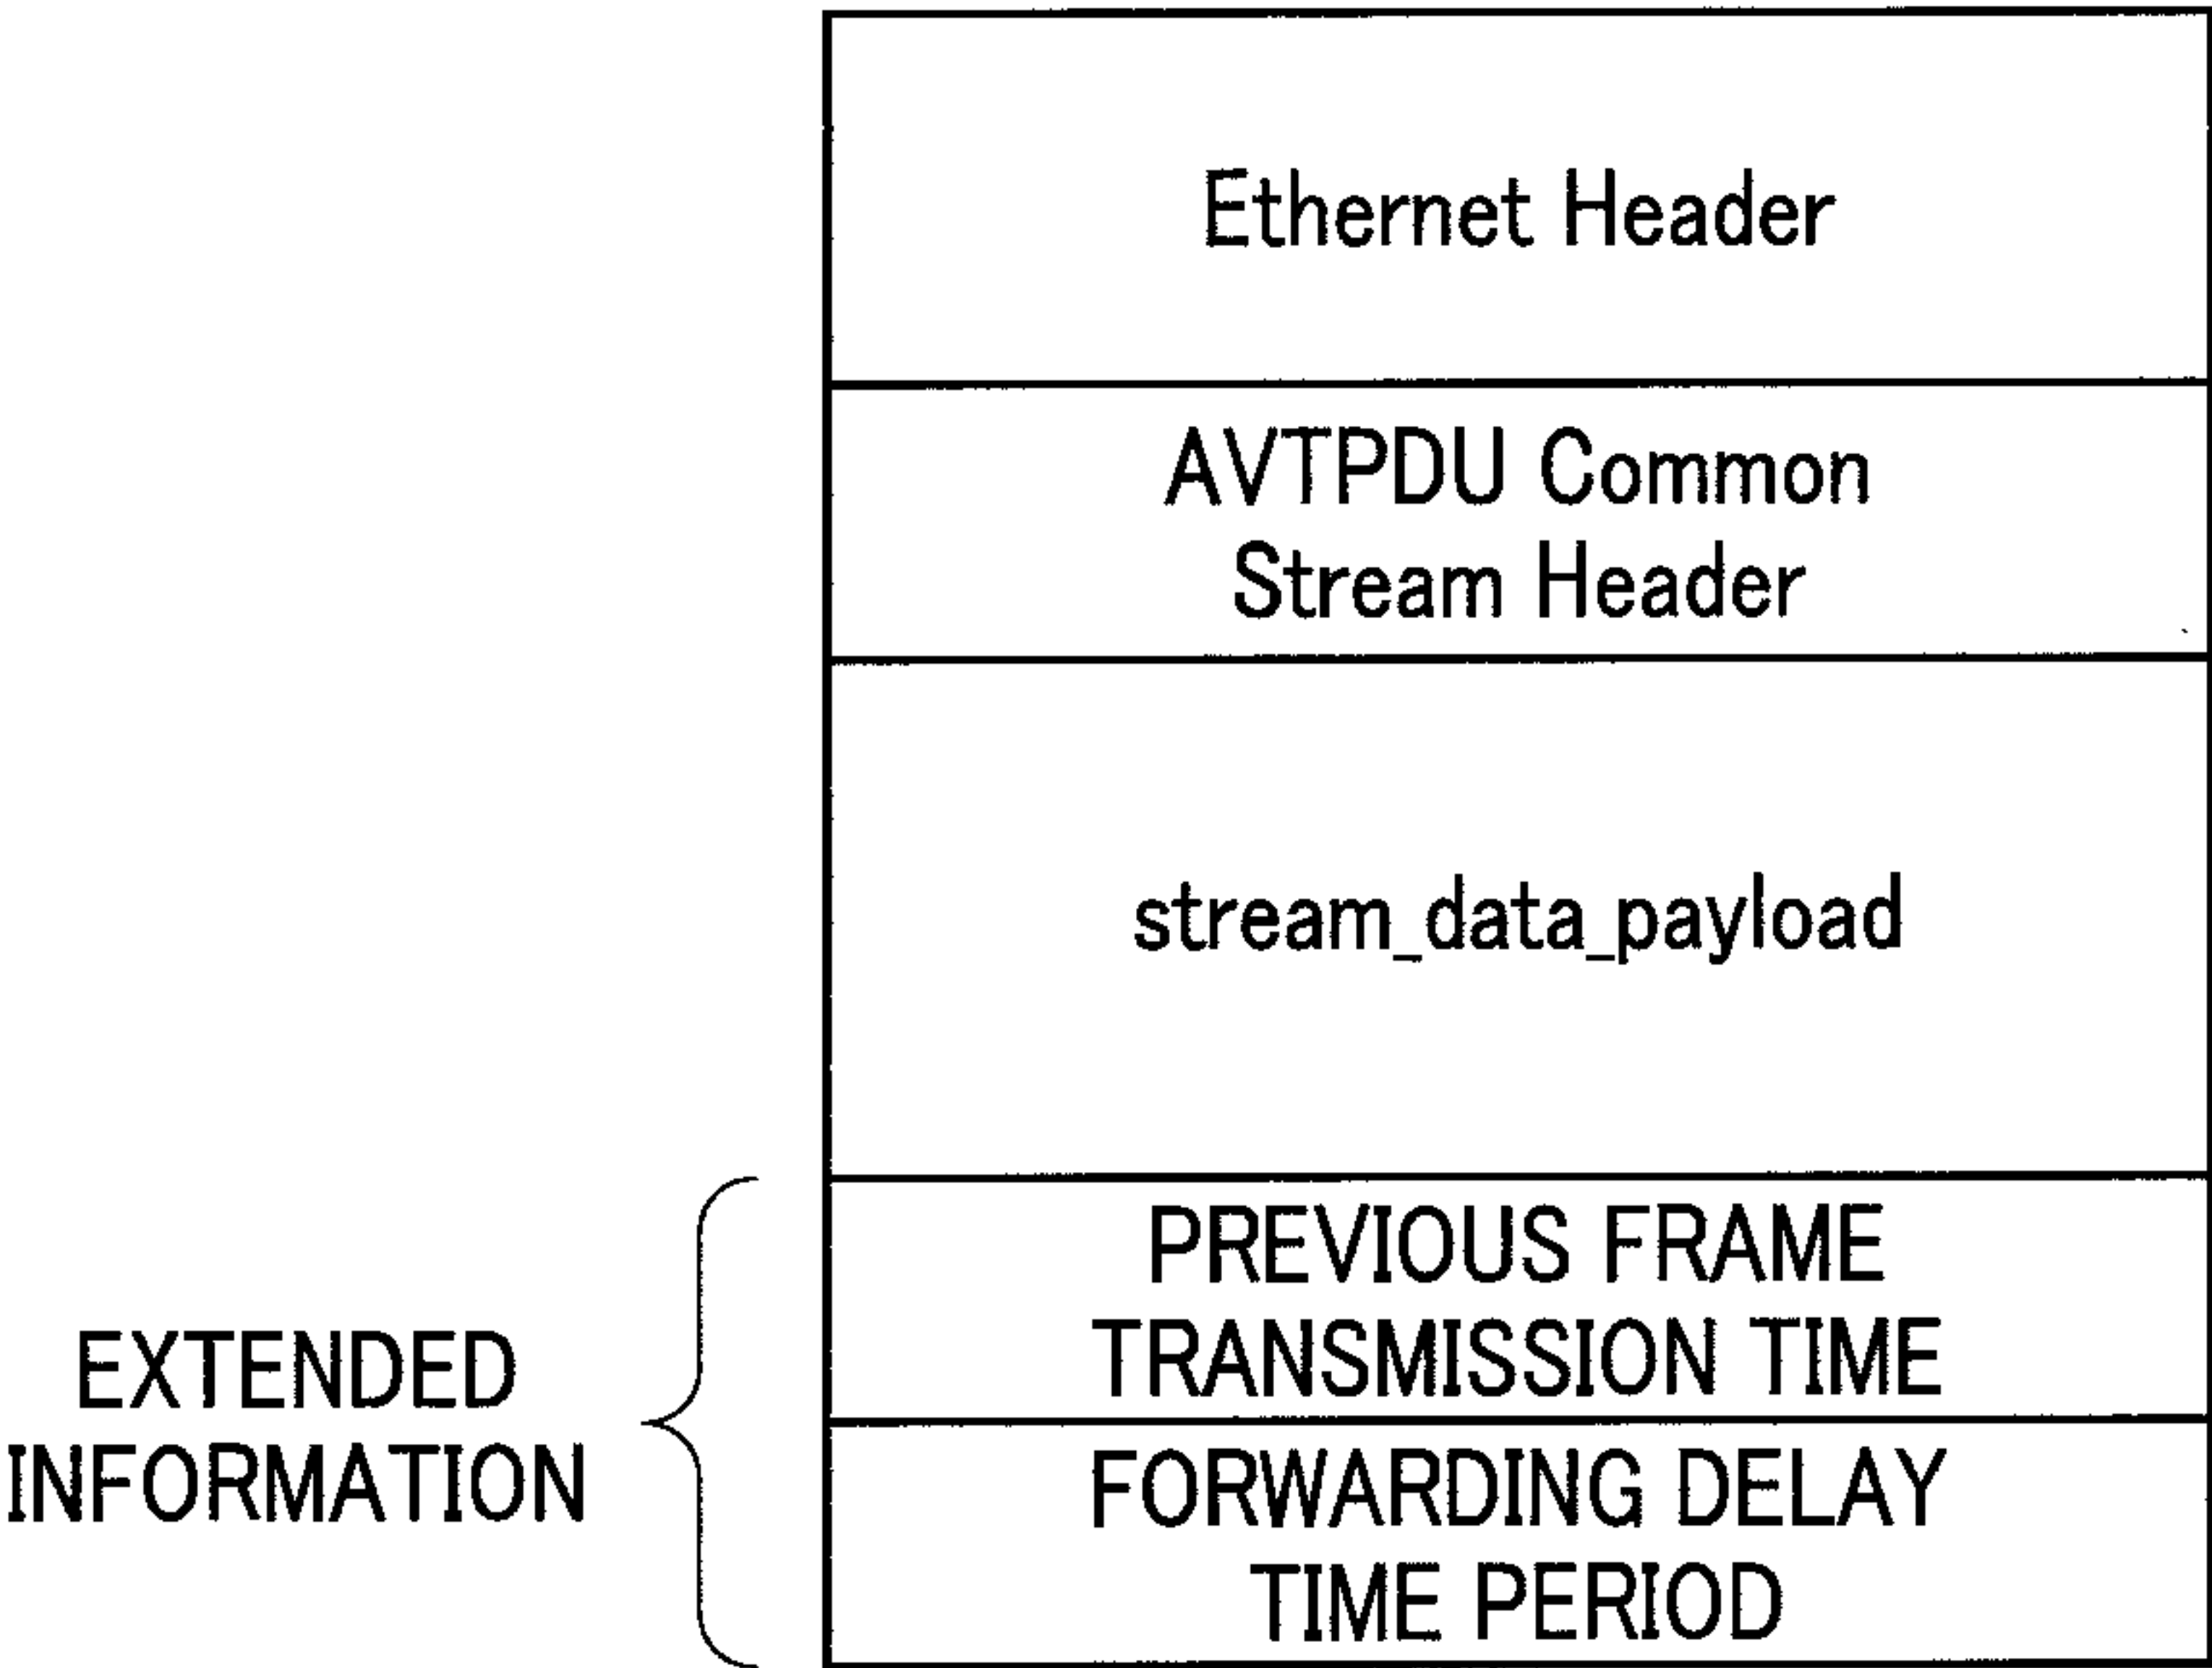 Ethernet Header
AVTPDU Common
Stream Header
stream_data_payload
EXTENDED
INFORMATION
PREVIOUS FRAME
TRANSMISSION TIME
FORWARDING DELAY
TIME PERIOD